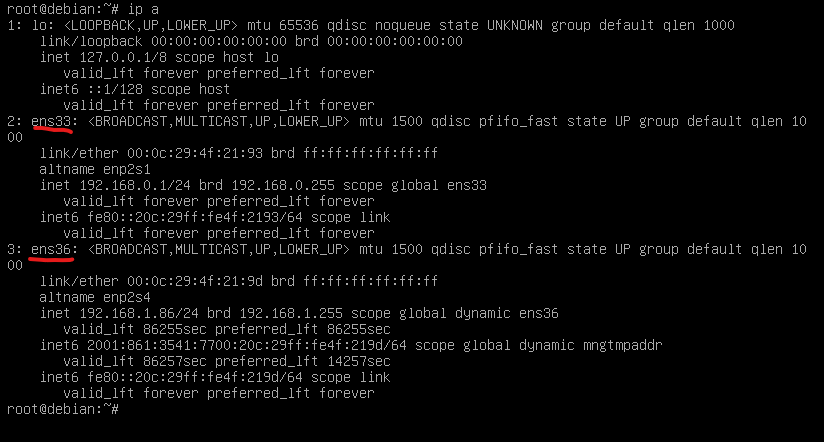 root@debian:~# ip a
1: lo: <LOOPBACK,UP,LOWER_UP> mtu 65536 qdisc noqueue state UNKNOWN group default qlen 1000
link/loopback 00:00:00:00:00:00 brd 00:00:00:00:00:00
inet 127.0.0.1/8 scope host lo
valid_lft forever preferred_lft forever
inet6 ::1/128 scope host
valid_lft forever preferred_lft forever
2: ens33: <BROADCAST,MULTICAST,UP,LOWER_UP> mtu 1500 qdisc pfifo_fast state UP group default qlen 10
00
link/ether 00:0c:29:4f:21:93 brd ff:ff:ff:ff:ff:ff
altname enp2s1
inet 192.168.0.1/24 brd 192.168.0.255 scope global ens33
valid_lft forever preferred_lft forever
inet6 fe80::20c:29ff:fe4f:2193/64 scope link
valid_lft forever preferred_lft forever
3: ens36: <BROADCAST,MULTICAST,UP,LOWER_UP> mtu 1500 qdisc pfifo_fast state UP group default qlen 10
00
link/ether 00:0c:29:4f:21:9d brd ff:ff:ff:ff:ff:ff
altname enp2s4
inet 192.168.1.86/24 brd 192.168.1.255 scope global dynamic ens36
valid_lft 86255sec preferred_lft 86255sec
inet6 2001:861:3541:7700:20c:29ff:fe4f:219d/64 scope global dynamic mngtmpaddr
valid_lft 86257sec preferred_lft 14257sec
inet6 fe80::20c:29ff:fe4f:219d/64 scope link
valid_lft forever preferred_lft forever
root@debian:~#